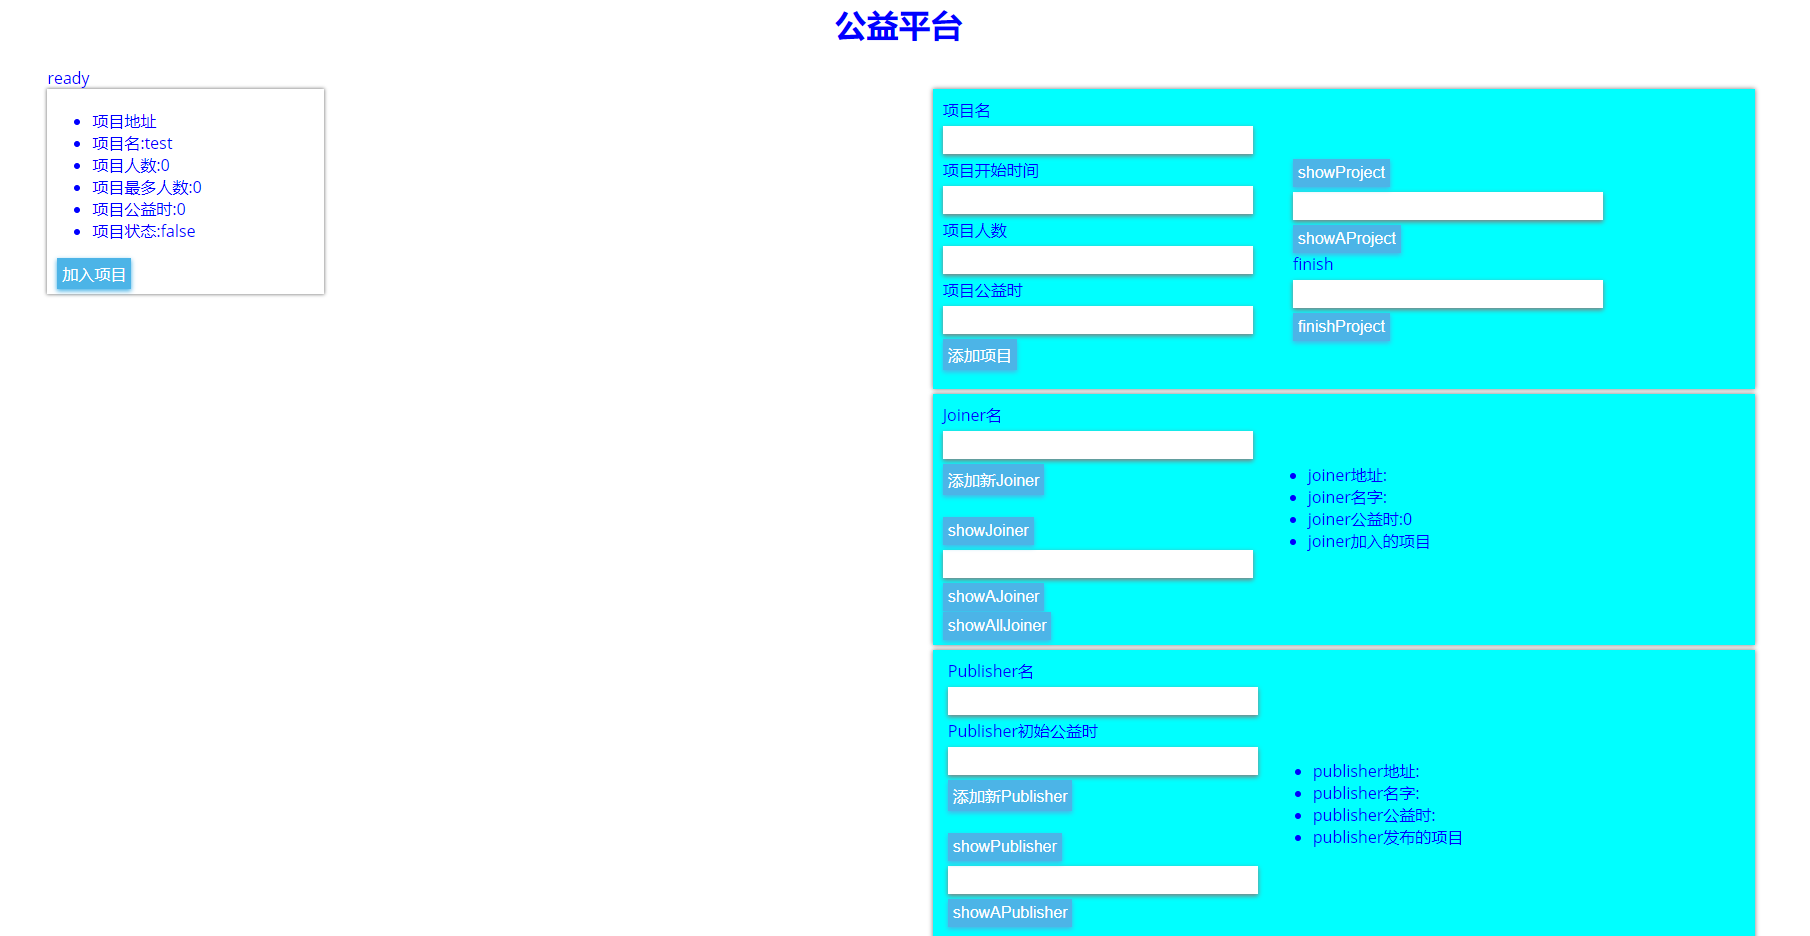 公益平台
ready
项目地址
项目名:test
项目人数:0
项目最多人数:0
项目公益时:0
项目状态:false
加入项目
项目名
项目开始时间
项目人数
项目公益时
添加项目
showProject
showAProject
finish
finishProject
Joiner名
添加新Joiner
showJoiner
showAJoiner
showAllJoiner
joiner地址:
joiner名字:
joiner公益时:0
joiner加入的项目
Publisher名
Publisher初始公益时
添加新Publisher
showPublisher
showAPublisher
publisher地址:
publisher名字:
publisher公益时:
publisher发布的项目